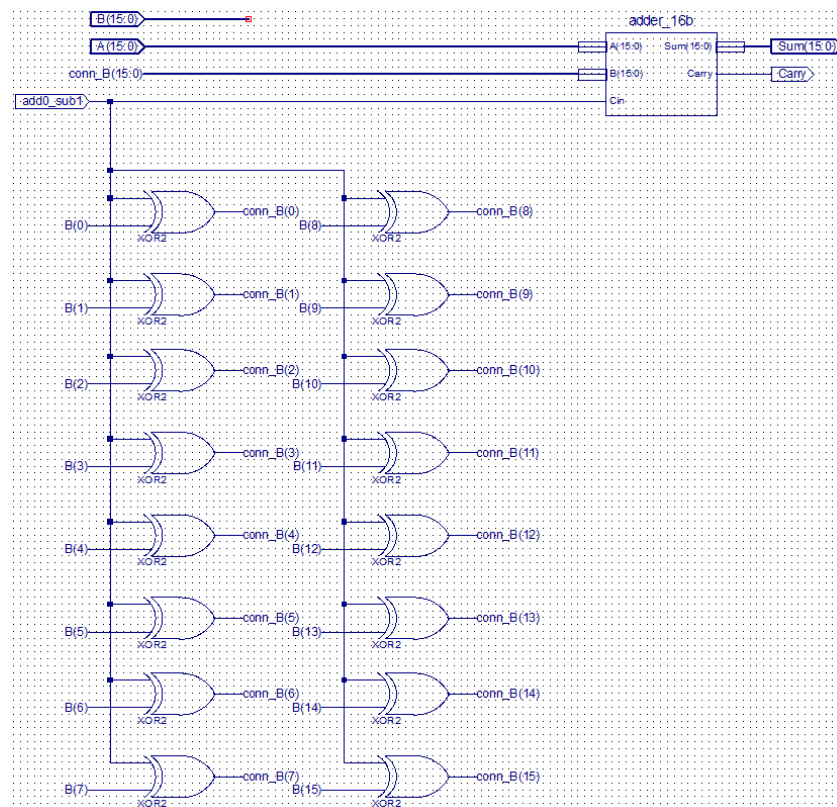 adder_16b
B(15:0)
A(15:0)
A(15:0) Sum(15:0)
Sum(15:0)
conn_B(15:0)
B(15:0) Carry
Carry
add0_sub1
Cin
B(0) XOR2 conn_B(0)
B(8) XOR2 conn_B(8)
B(1) XOR2 conn_B(1)
B(9) XOR2 conn_B(9)
B(2) XOR2 conn_B(2)
B(10) XOR2 conn_B(10)
B(3) XOR2 conn_B(3)
B(11) XOR2 conn_B(11)
B(4) XOR2 conn_B(4)
B(12) XOR2 conn_B(12)
B(5) XOR2 conn_B(5)
B(13) XOR2 conn_B(13)
B(6) XOR2 conn_B(6)
B(14) XOR2 conn_B(14)
B(7) XOR2 conn_B(7)
B(15) XOR2 conn_B(15)